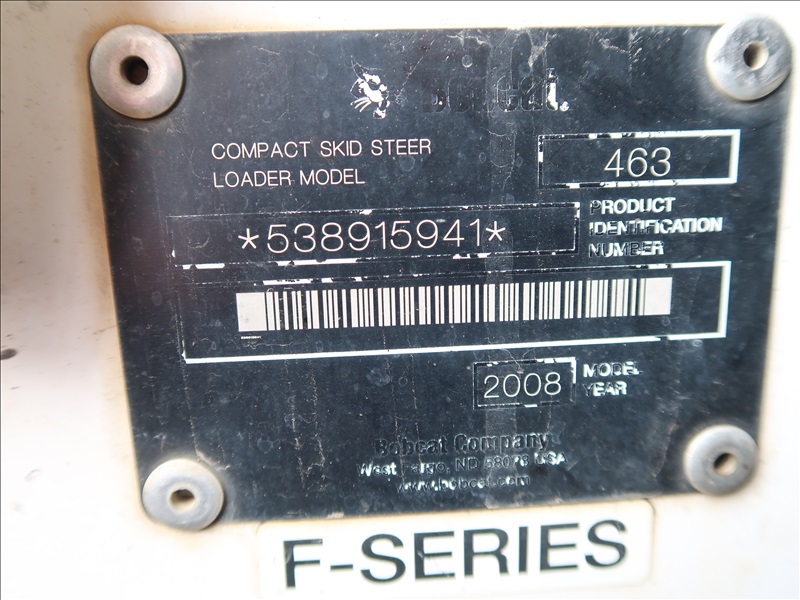 Bobcat.
COMPACT SKID STEER
LOADER MODEL
463
*538915941*
PRODUCT
IDENTIFICATION
NUMBER
2008
MODEL
YEAR
Bobcat Company
West Fargo, ND 58078 USA
www.bobcat.com
F-SERIES